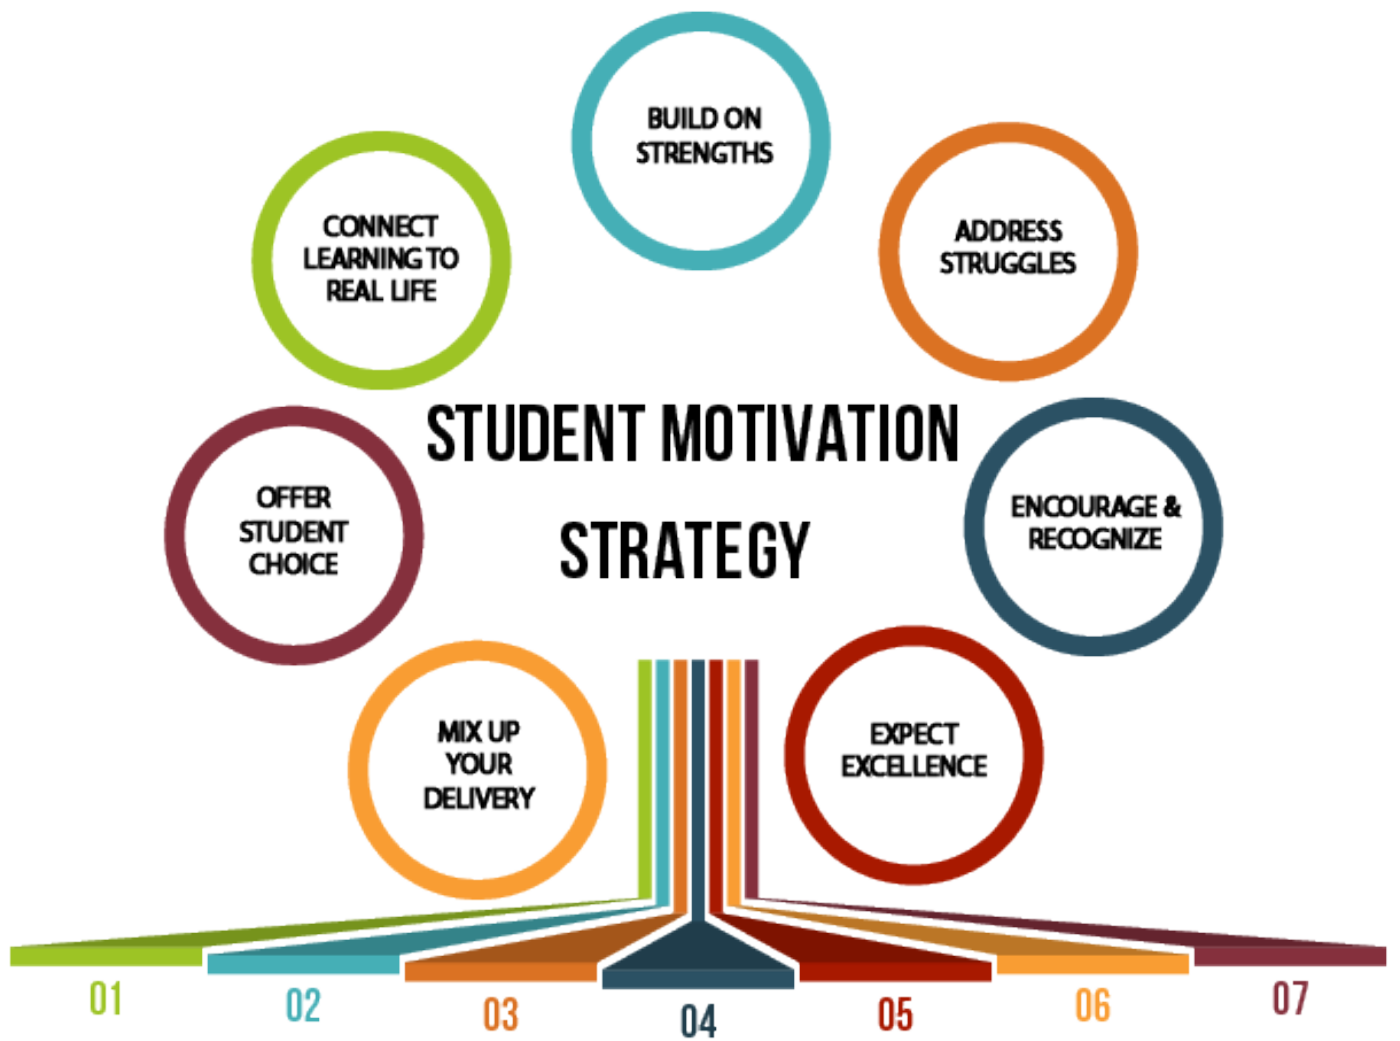 BUILD ON
STRENGTHS
CONNECT
LEARNING TO
REAL LIFE
ADDRESS
STRUGGLES
STUDENT MOTIVATION
STRATEGY
OFFER
STUDENT
CHOICE
ENCOURAGE &
RECOGNIZE
MIX UP
YOUR
DELIVERY
EXPECT
EXCELLENCE
01
02
03
04
05
06
07